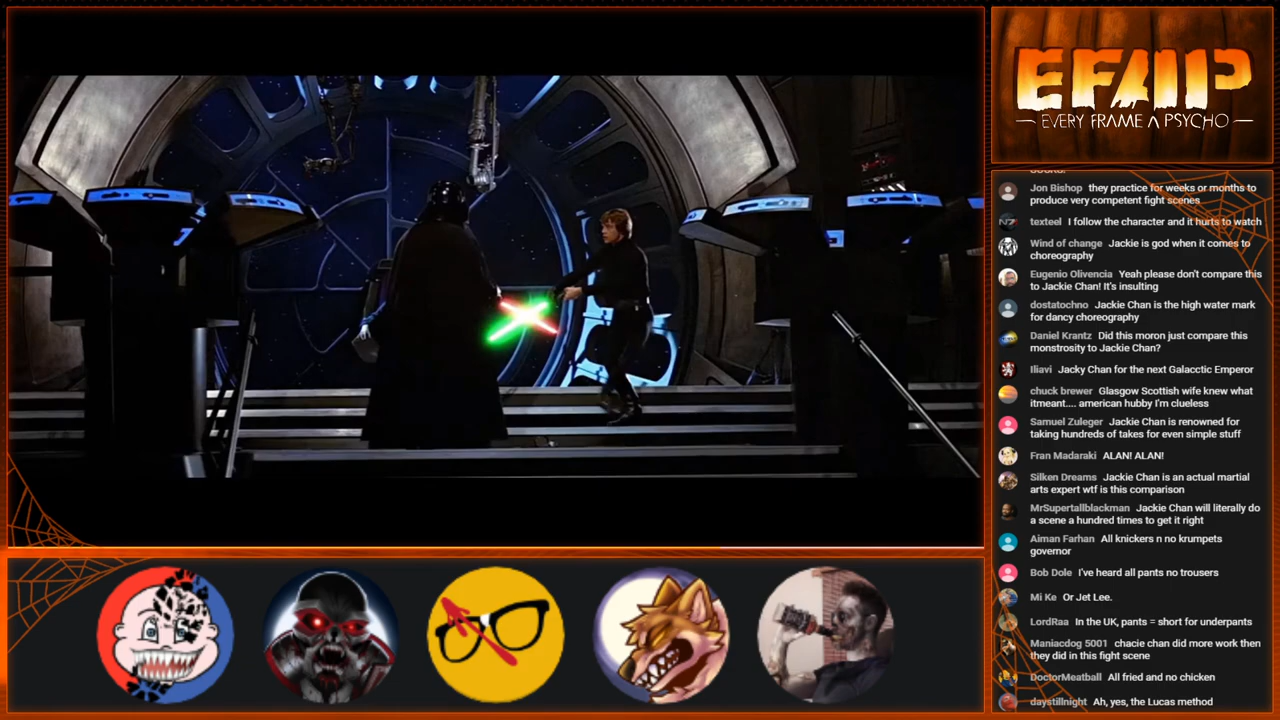 EFAP
EVERY FRAME A PSYCHO
Jon Bishop they practice for weeks or months to
produce very competent fight scenes
texteel I follow the character and it hurts to watch
Wind of change Jackie is god when it comes to
choreography
Eugenio Olivencia Yeah please don't compare this
to Jackie Chan! It's insulting
dostatochno Jackie Chan is the high water mark
for dancy choreography
Daniel Krantz Did this moron just compare this
monstrosity to Jackie Chan?
Iliavi Jacky Chan for the next Galacctic Emperor
chuck brewer Glasgow Scottish wife knew what
itmeant.... american hubby I'm clueless
Samuel Zuleger Jackie Chan is renowned for
taking hundreds of takes for even simple stuff
Fran Madaraki ALAN! ALAN!
Silken Dreams Jackie Chan is an actual martial
arts expert wtf is this comparison
MrSupertallblackman Jackie Chan will literally do
a scene a hundred times to get it right
Aiman Farhan All knickers n no krumpets
governor
Bob Dole I've heard all pants no trousers
Mi Ke Or Jet Lee.
LordRaa In the UK, pants = short for underpants
Maniacdog 5001 chacie chan did more work then
they did in this fight scene
DoctorMeatball All fried and no chicken
daystillnight Ah, yes, the Lucas method